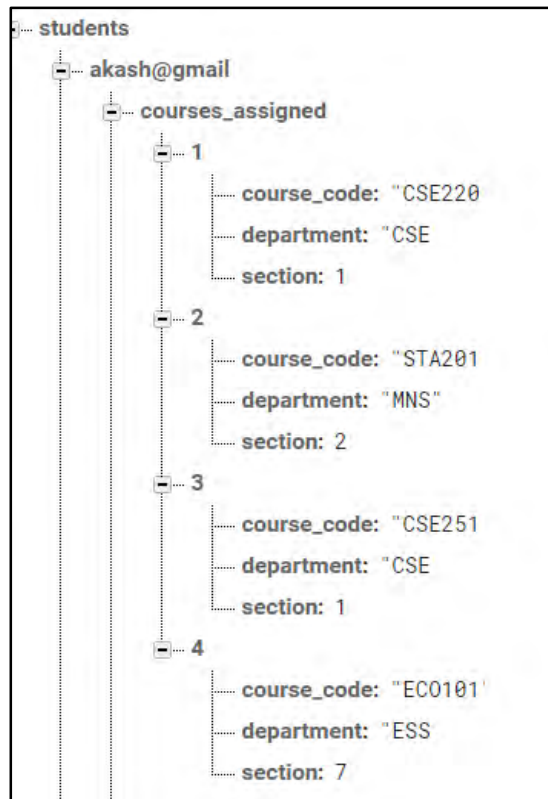 students
akash@gmail
courses_assigned
1
course_code: "CSE220
department: "CSE
section: 1
2
course_code: "STA201
department: "MNS"
section: 2
3
course_code: "CSE251
department: "CSE
section: 1
4
course_code: "ECO101'
department: "ESS
section: 7